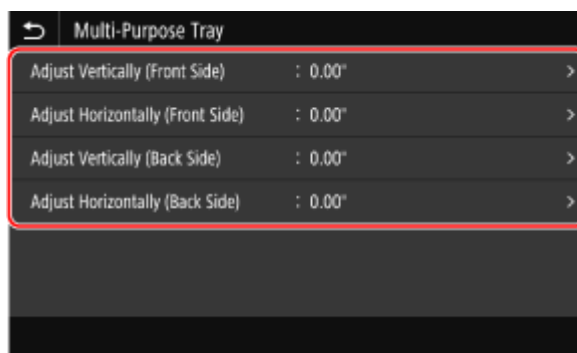 Multi-Purpose Tray
Adjust Vertically (Front Side) : 0.00"
Adjust Horizontally (Front Side) : 0.00"
Adjust Vertically (Back Side) : 0.00"
Adjust Horizontally (Back Side) : 0.00"